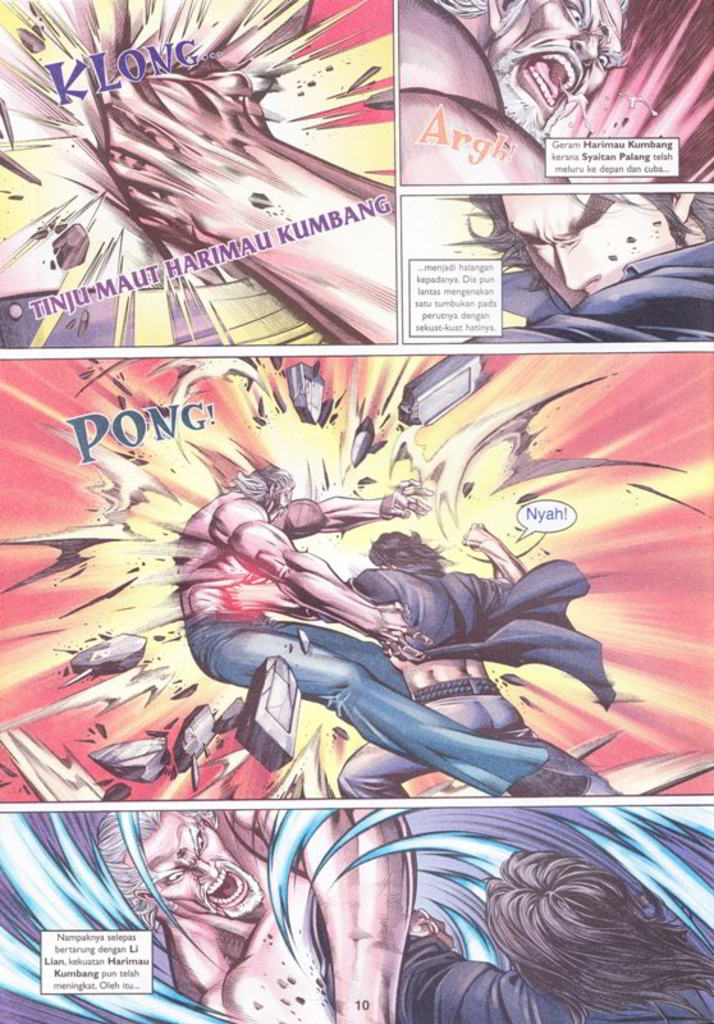 KLONG...
TINJU MAUT HARIMAU KUMBANG
Argh!
Geram Harimau Kumbang
kerana Syaitan Palang telah
meluru ke depan dan cuba...
...menjadi halangan
kepadanya. Dia pun
lantas mengenakan
satu tumbukan pada
perutnya dengan
sekuat-kuat hatinya.
PONG!
Nyah!
Nampaknya selepas
bertarung dengan Li
Lian, kekuatan Harimau
Kumbang pun telah
meningkat. Oleh itu...
10